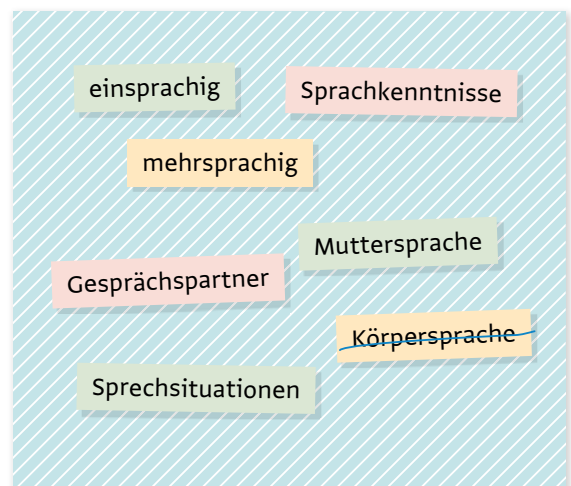 einsprachig
Sprachkenntnisse
mehrsprachig
Muttersprache
Gesprächspartner
Körpersprache
Sprechsituationen